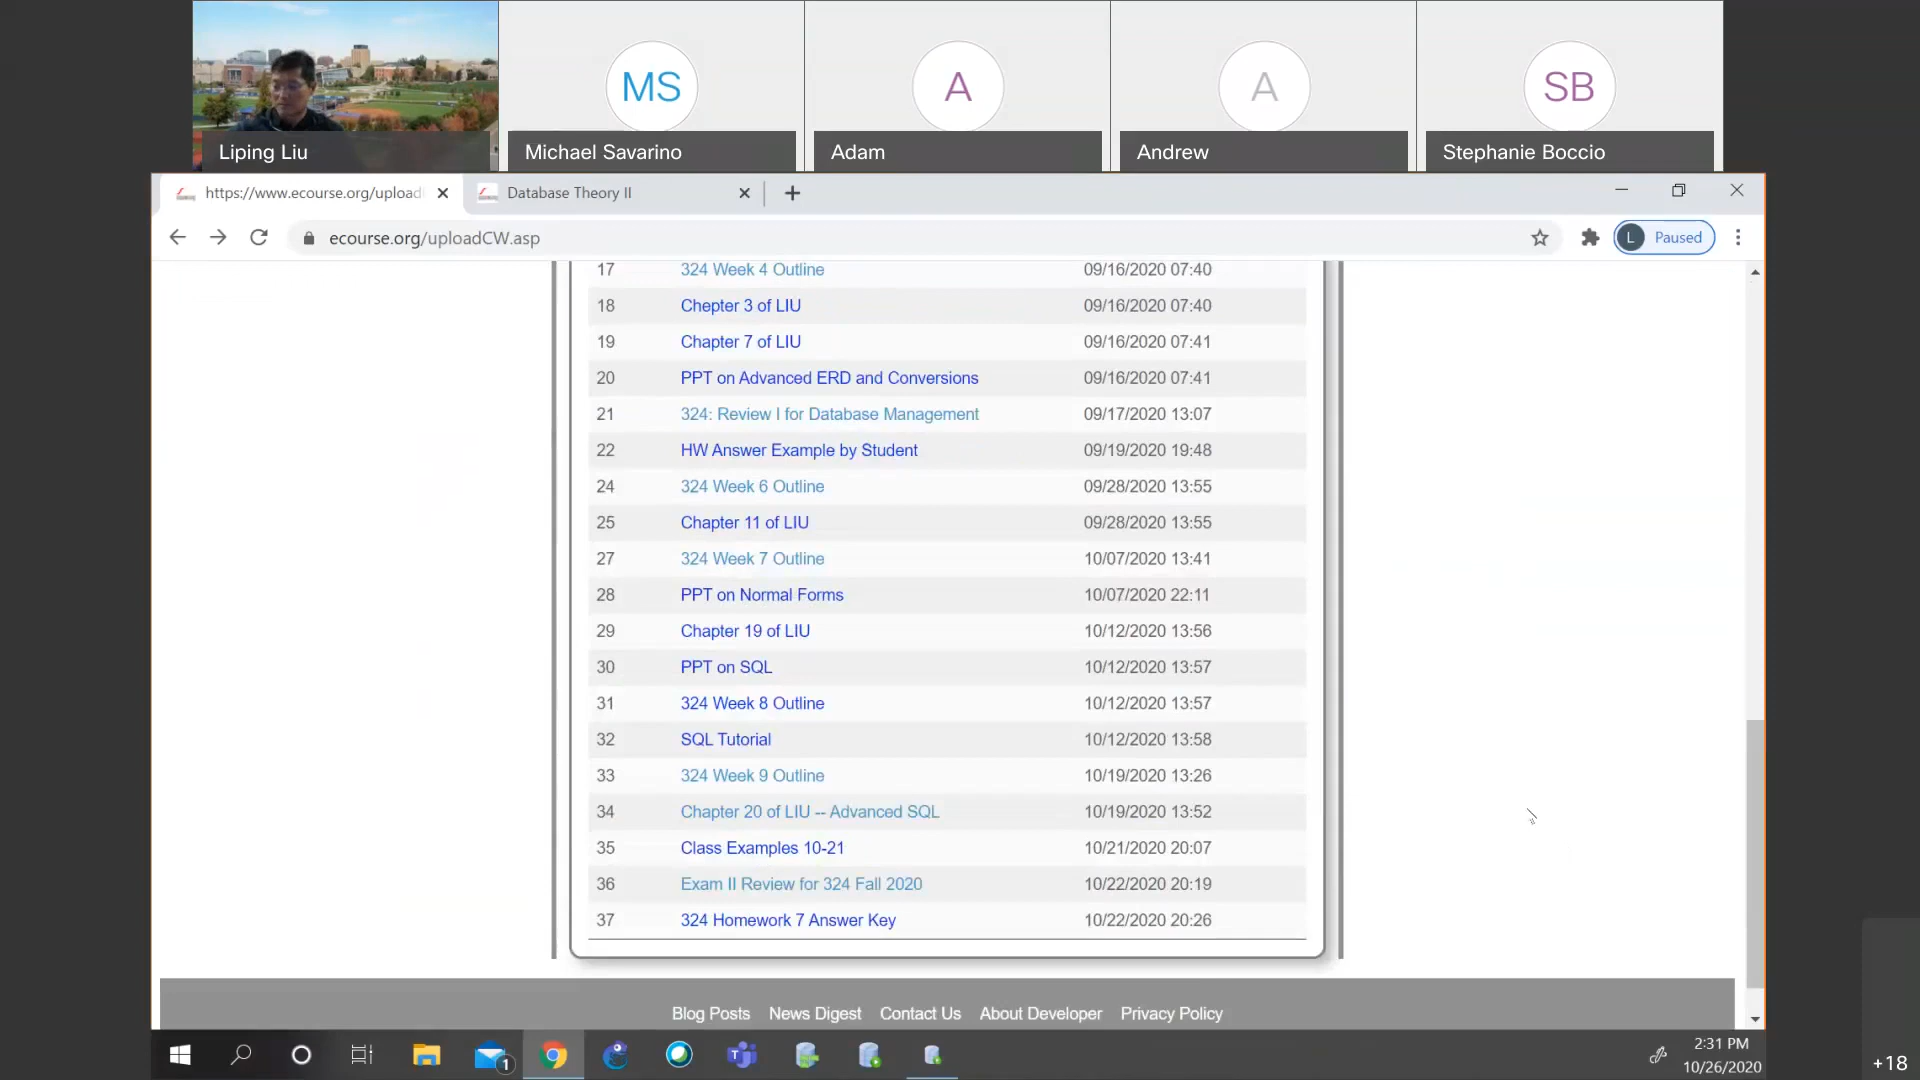 MS
A
A
SB
Liping Liu
Michael Savarino
Adam
Andrew
Stephanie Boccio
https://www.ecourse.org/upload
Database Theory II
ecourse.org/uploadCW.asp
L
Paused
17 324 Week 4 Outline 09/16/2020 07:40
18 Chepter 3 of LIU 09/16/2020 07:40
19 Chapter 7 of LIU 09/16/2020 07:41
20 PPT on Advanced ERD and Conversions 09/16/2020 07:41
21 324: Review I for Database Management 09/17/2020 13:07
22 HW Answer Example by Student 09/19/2020 19:48
24 324 Week 6 Outline 09/28/2020 13:55
25 Chapter 11 of LIU 09/28/2020 13:55
27 324 Week 7 Outline 10/07/2020 13:41
28 PPT on Normal Forms 10/07/2020 22:11
29 Chapter 19 of LIU 10/12/2020 13:56
30 PPT on SQL 10/12/2020 13:57
31 324 Week 8 Outline 10/12/2020 13:57
32 SQL Tutorial 10/12/2020 13:58
33 324 Week 9 Outline 10/19/2020 13:26
34 Chapter 20 of LIU -- Advanced SQL 10/19/2020 13:52
35 Class Examples 10-21 10/21/2020 20:07
36 Exam II Review for 324 Fall 2020 10/22/2020 20:19
37 324 Homework 7 Answer Key 10/22/2020 20:26
Blog Posts News Digest Contact Us About Developer Privacy Policy
1
2:31 PM
10/26/2020
+18